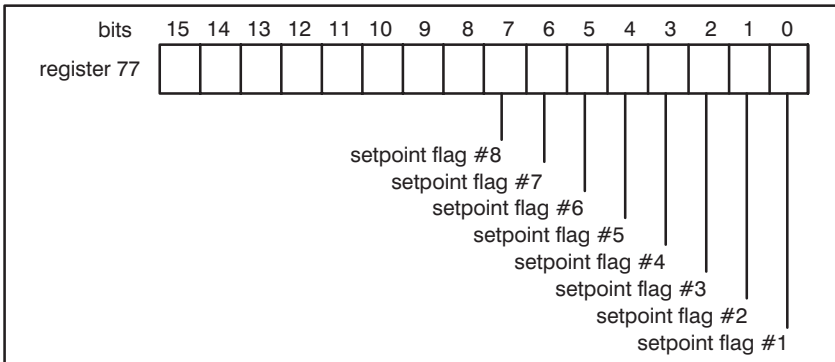 bits 15 14 13 12 11 10 9 8 7 6 5 4 3 2 1 0
register 77
setpoint flag #8
setpoint flag #7
setpoint flag #6
setpoint flag #5
setpoint flag #4
setpoint flag #3
setpoint flag #2
setpoint flag #1